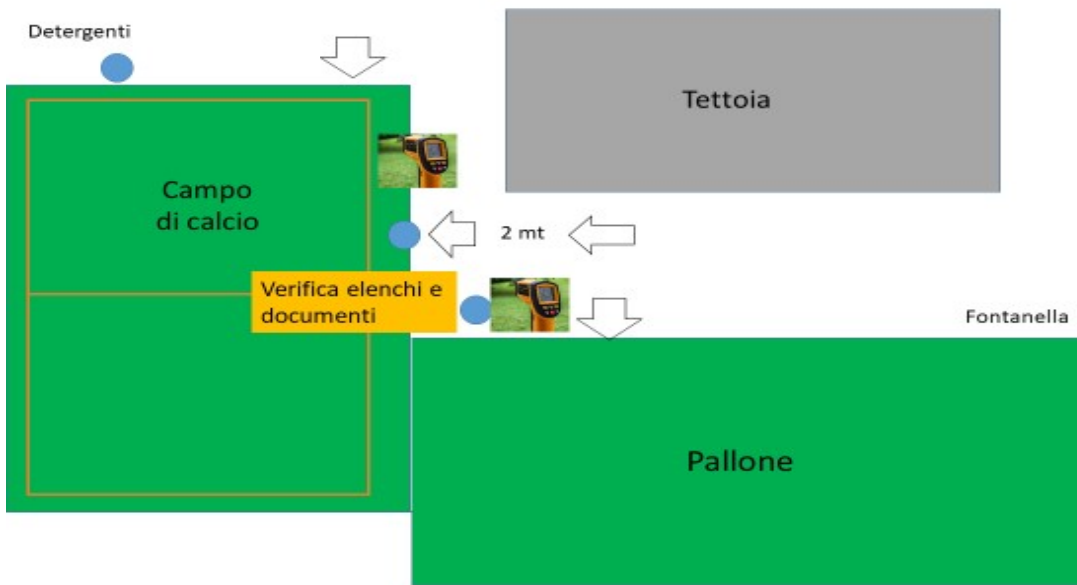 Detergenti
Tettoia
Campo
di calcio
2 mt
Verifica elenchi e
documenti
Fontanella
Pallone